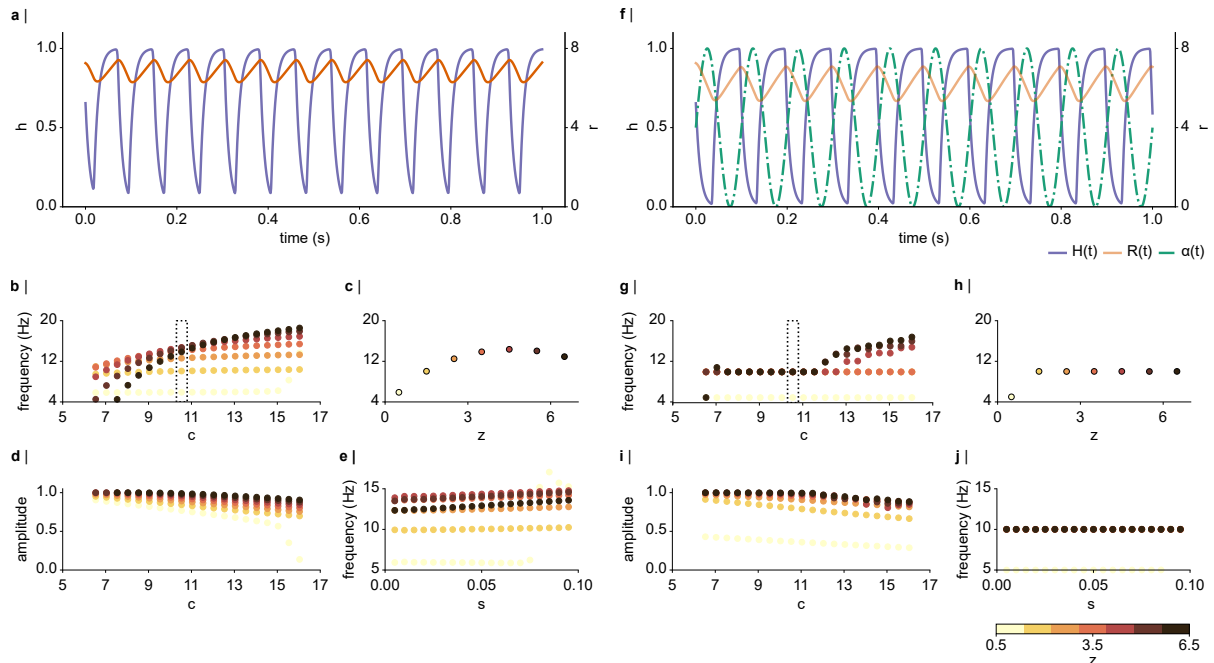 a |
f |
1.0
0.5
0.0
h
8
4
0
r
0.0 0.2 0.4 0.6 0.8 1.0
time (s)
1.0
0.5
0.0
h
8
4
0
r
0.0 0.2 0.4 0.6 0.8 1.0
time (s)
H(t) R(t) α(t)
b |
20
12
4
frequency (Hz)
5 7 9 11 13 15 17
c
c |
20
12
4
0 3 6
z
g |
20
12
4
frequency (Hz)
5 7 9 11 13 15 17
c
h |
20
12
4
0 3 6
z
d |
1.0
0.5
0.0
amplitude
5 7 9 11 13 15 17
c
e |
15
10
5
frequency (Hz)
0.00 0.05 0.10
s
i |
1.0
0.5
0.0
amplitude
5 7 9 11 13 15 17
c
j |
15
10
5
frequency (Hz)
0.00 0.05 0.10
s
0.5 3.5 6.5
z